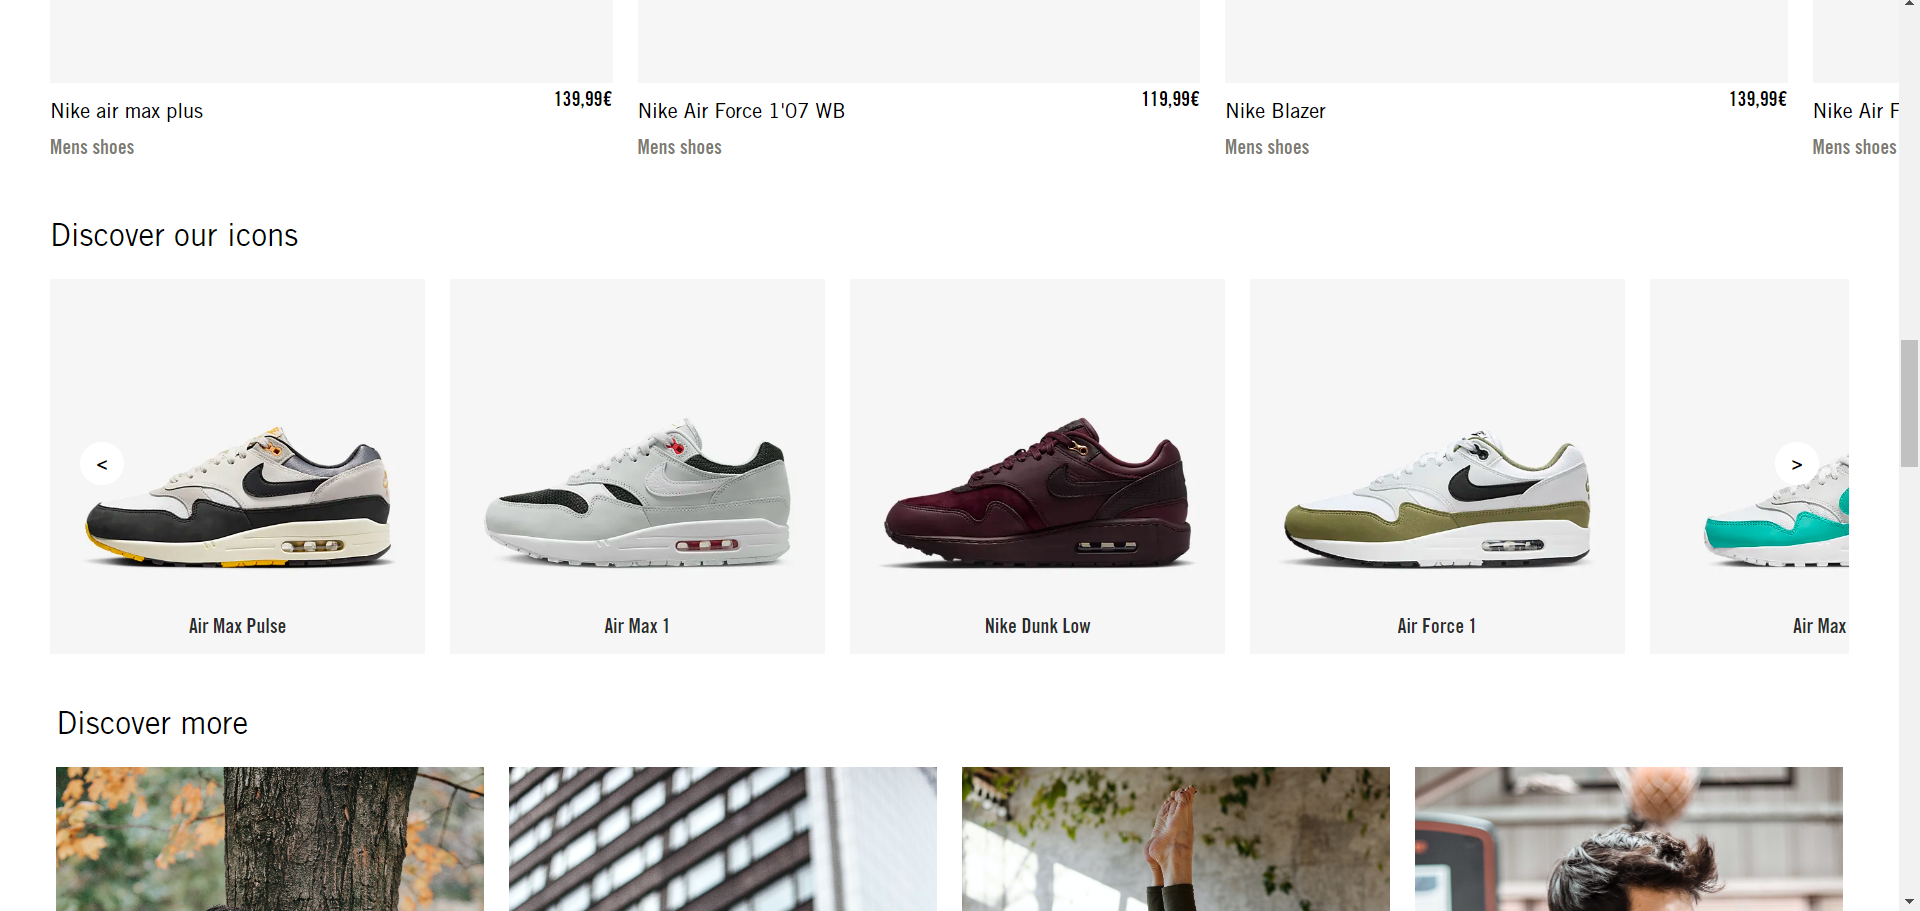 Nike air max plus
139,99€
Mens shoes
Nike Air Force 1'07 WB
119,99€
Mens shoes
Nike Blazer
139,99€
Mens shoes
Nike Air F
Mens shoes
Discover our icons
<
>
Air Max Pulse
Air Max 1
Nike Dunk Low
Air Force 1
Air Max
Discover more